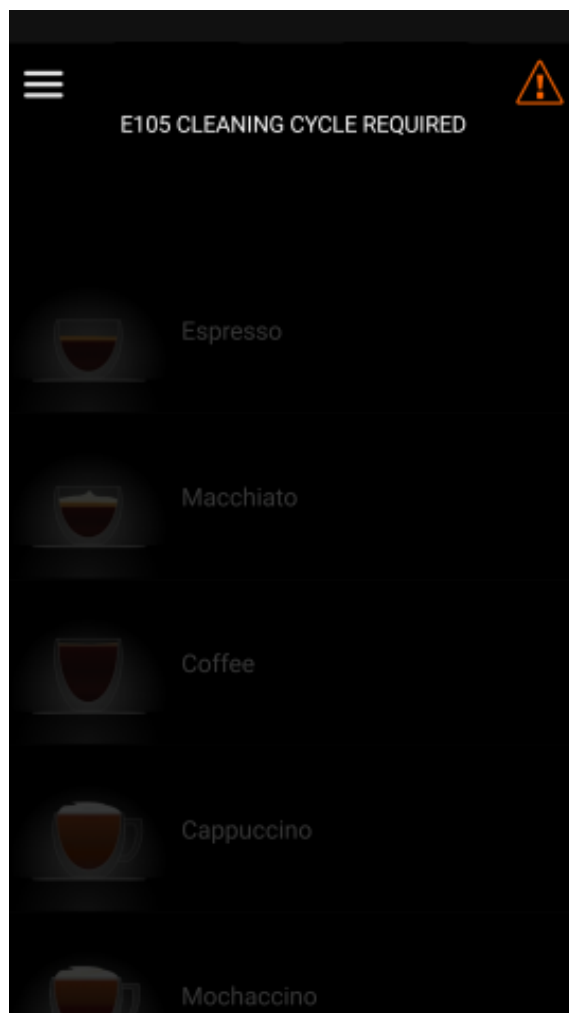 E105 CLEANING CYCLE REQUIRED
Espresso
Macchiato
Coffee
Cappuccino
Mochaccino